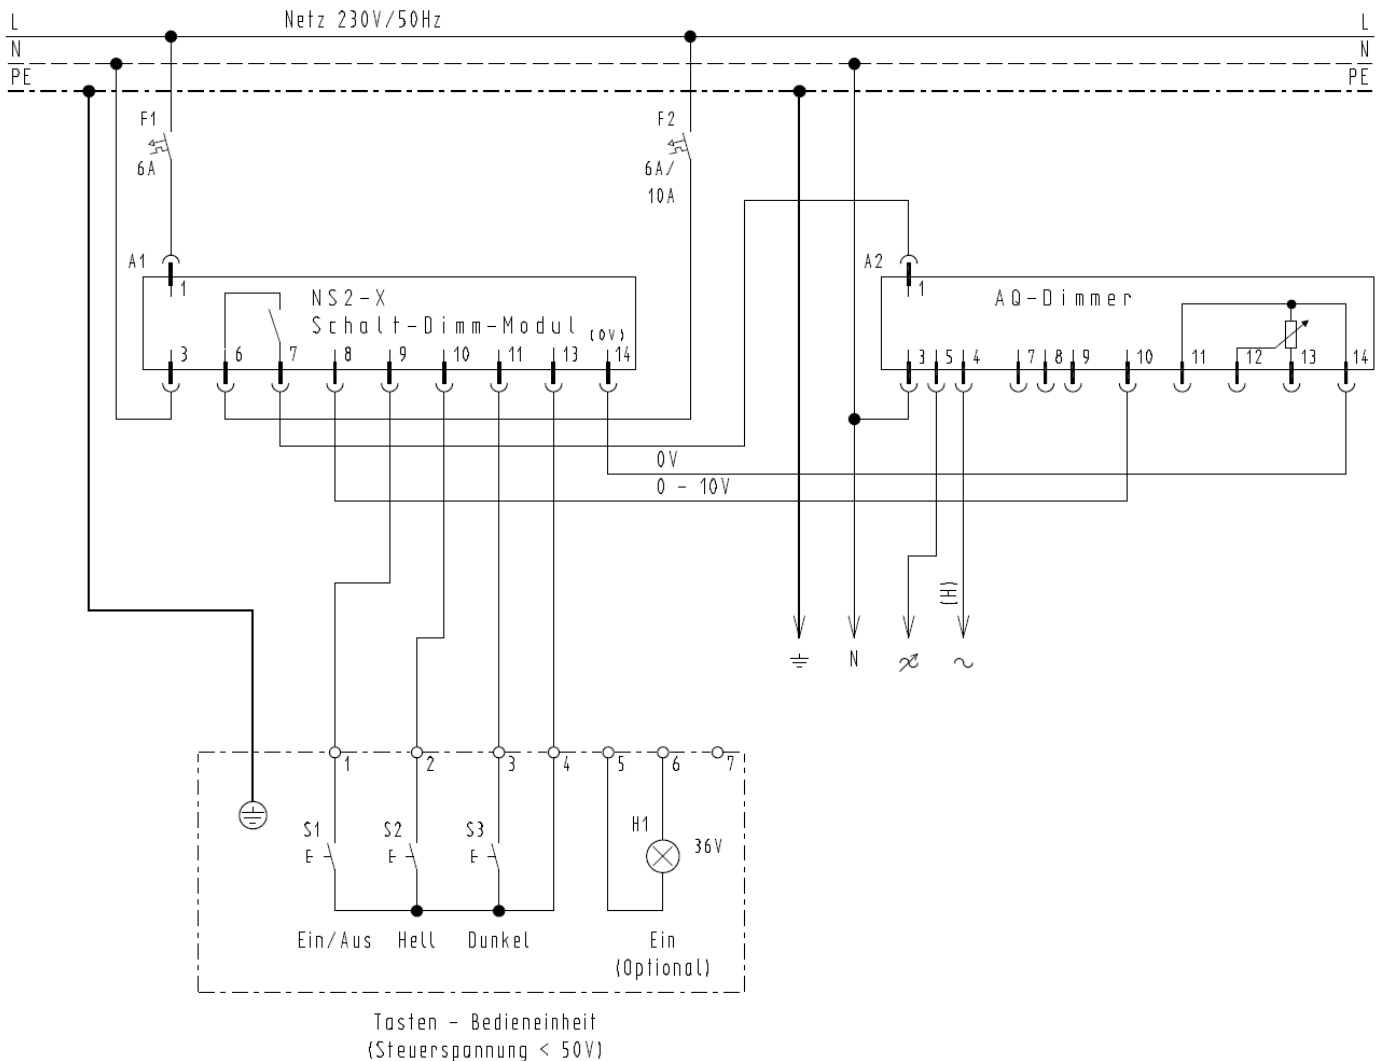 Netz 230V/50Hz
L L
N N
PE PE
F1
6A
F2
6A/
10A
A1
1
NS2-X
Schalt-Dimm-Modul (0V)
3 6 7 8 9 10 11 13 14
A2
1
AQ-Dimmer
3 5 4 7 8 9 10 11 12 13 14
0V
0 - 10V
(H)
N
1 2 3 4 5 6 7
S1 S2 S3 H1
E E E 36V
Ein/Aus Hell Dunkel Ein
(Optional)
Tasten - Bedieneinheit
(Steuerspannung < 50V)